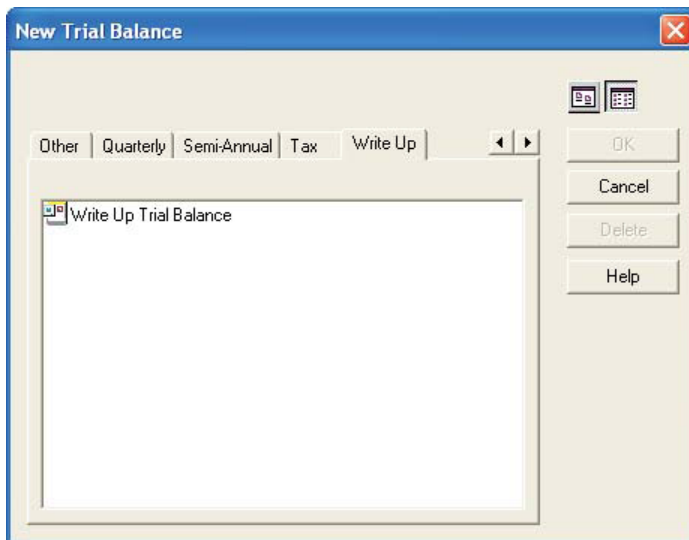 New Trial Balance
Other Quarterly Semi-Annual Tax Write Up
OK
Cancel
Delete
Help
Write Up Trial Balance